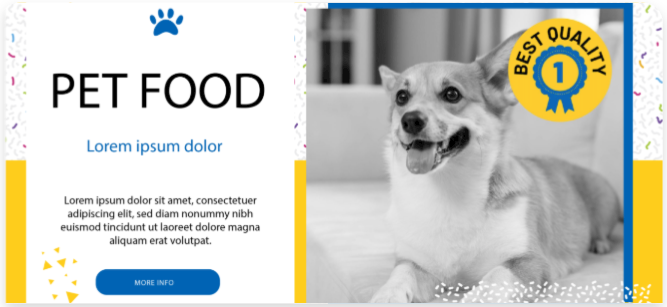 PET FOOD
Lorem ipsum dolor
Lorem ipsum dolor sit amet, consectetuer
adipiscing elit, sed diam nonummy nibh
euismod tincidunt ut laoreet dolore magna
aliquam erat volutpat.
MORE INFO
BEST QUALITY
1